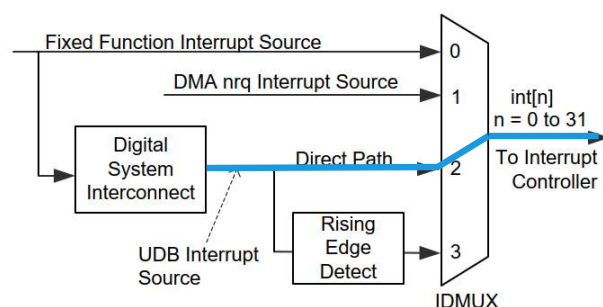 Fixed Function Interrupt Source
0
DMA nrq Interrupt Source
1
int[n]
n = 0 to 31
Digital
System
Interconnect
Direct Path
2
To Interrupt
Controller
UDB Interrupt
Source
Rising
Edge
Detect
3
IDMUX